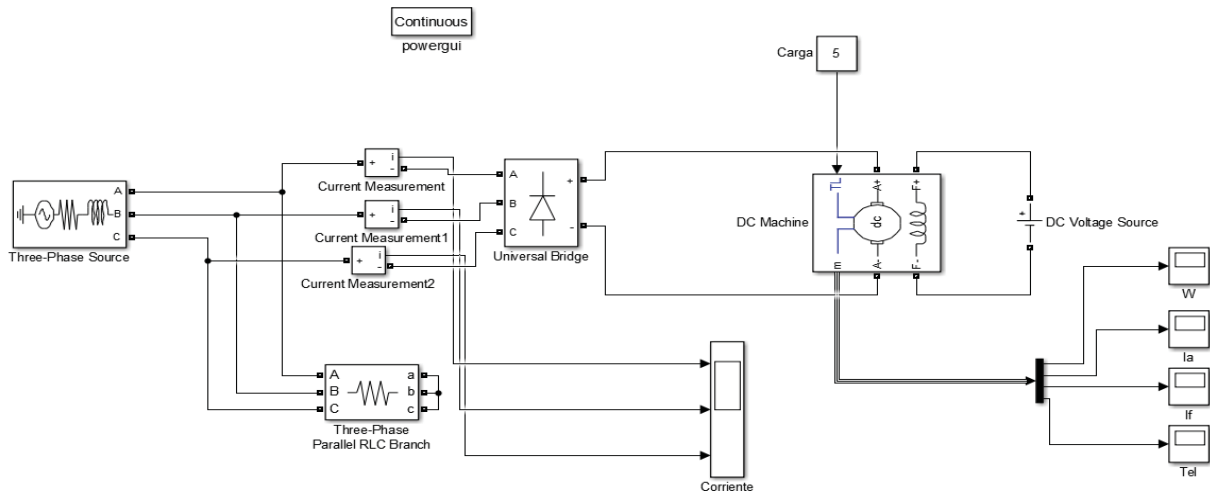 Continuous
powergui
Carga
5
A
B
C
Three-Phase Source
+
i
-
Current Measurement
+
i
-
Current Measurement1
+
i
-
Current Measurement2
A
B
C
+
-
Universal Bridge
TL
m
A+
A-
dc
F+
F-
DC Machine
+
DC Voltage Source
W
Ia
If
Tel
A
B
C
a
b
c
Three-Phase
Parallel RLC Branch
Corriente